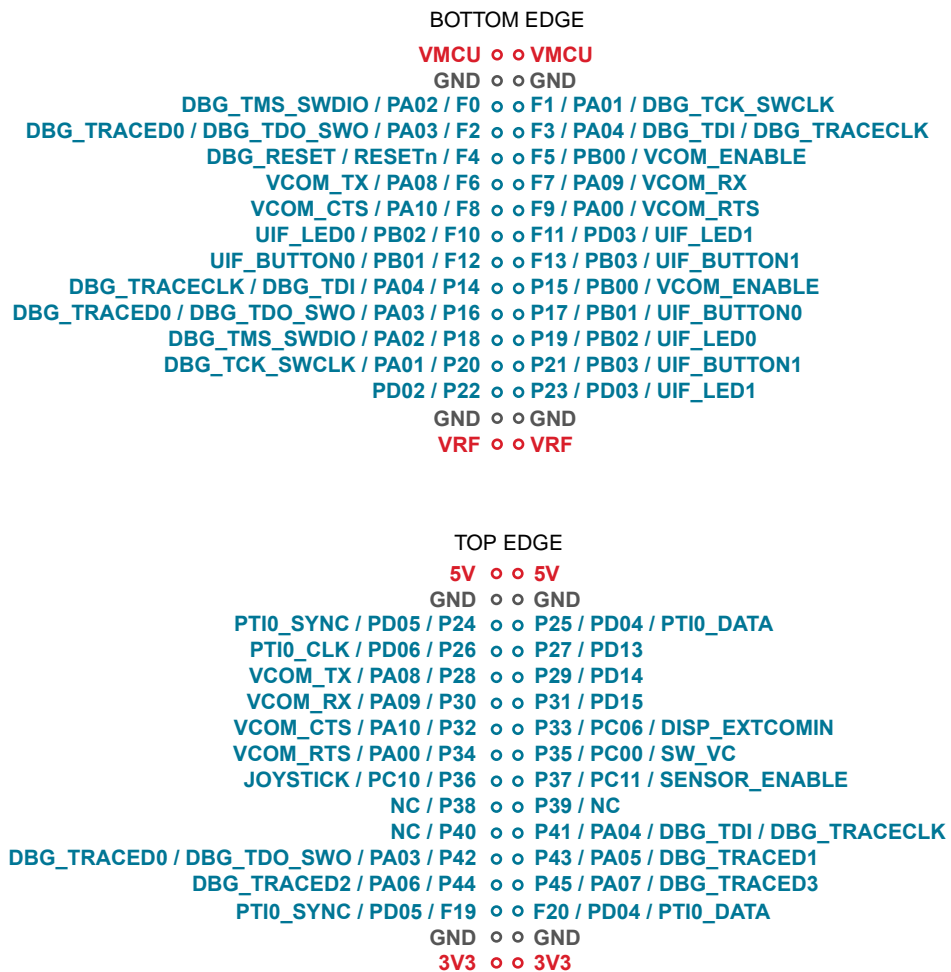 BOTTOM EDGE
VMCU VMCU
GND GND
DBG_TMS_SWDIO / PA02 / F0 F1 / PA01 / DBG_TCK_SWCLK
DBG_TRACED0 / DBG_TDO_SWO / PA03 / F2 F3 / PA04 / DBG_TDI / DBG_TRACECLK
DBG_RESET / RESETn / F4 F5 / PB00 / VCOM_ENABLE
VCOM_TX / PA08 / F6 F7 / PA09 / VCOM_RX
VCOM_CTS / PA10 / F8 F9 / PA00 / VCOM_RTS
UIF_LED0 / PB02 / F10 F11 / PD03 / UIF_LED1
UIF_BUTTON0 / PB01 / F12 F13 / PB03 / UIF_BUTTON1
DBG_TRACECLK / DBG_TDI / PA04 / P14 P15 / PB00 / VCOM_ENABLE
DBG_TRACED0 / DBG_TDO_SWO / PA03 / P16 P17 / PB01 / UIF_BUTTON0
DBG_TMS_SWDIO / PA02 / P18 P19 / PB02 / UIF_LED0
DBG_TCK_SWCLK / PA01 / P20 P21 / PB03 / UIF_BUTTON1
PD02 / P22 P23 / PD03 / UIF_LED1
GND GND
VRF VRF
TOP EDGE
5V 5V
GND GND
PTI0_SYNC / PD05 / P24 P25 / PD04 / PTI0_DATA
PTI0_CLK / PD06 / P26 P27 / PD13
VCOM_TX / PA08 / P28 P29 / PD14
VCOM_RX / PA09 / P30 P31 / PD15
VCOM_CTS / PA10 / P32 P33 / PC06 / DISP_EXTCOMIN
VCOM_RTS / PA00 / P34 P35 / PC00 / SW_VC
JOYSTICK / PC10 / P36 P37 / PC11 / SENSOR_ENABLE
NC / P38 P39 / NC
NC / P40 P41 / PA04 / DBG_TDI / DBG_TRACECLK
DBG_TRACED0 / DBG_TDO_SWO / PA03 / P42 P43 / PA05 / DBG_TRACED1
DBG_TRACED2 / PA06 / P44 P45 / PA07 / DBG_TRACED3
PTI0_SYNC / PD05 / F19 F20 / PD04 / PTI0_DATA
GND GND
3V3 3V3